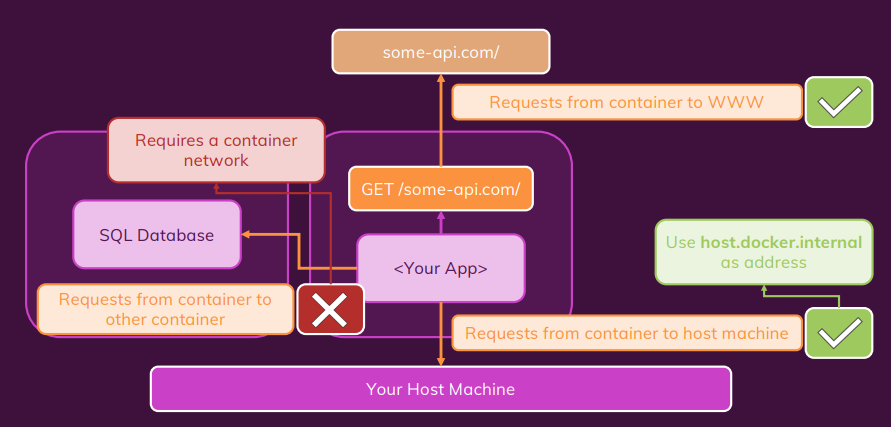 some-api.com/
Requests from container to WWW
Requires a container
network
GET /some-api.com/
SQL Database
<Your App>
Use host.docker.internal
as address
Requests from container to
other container
Requests from container to host machine
Your Host Machine